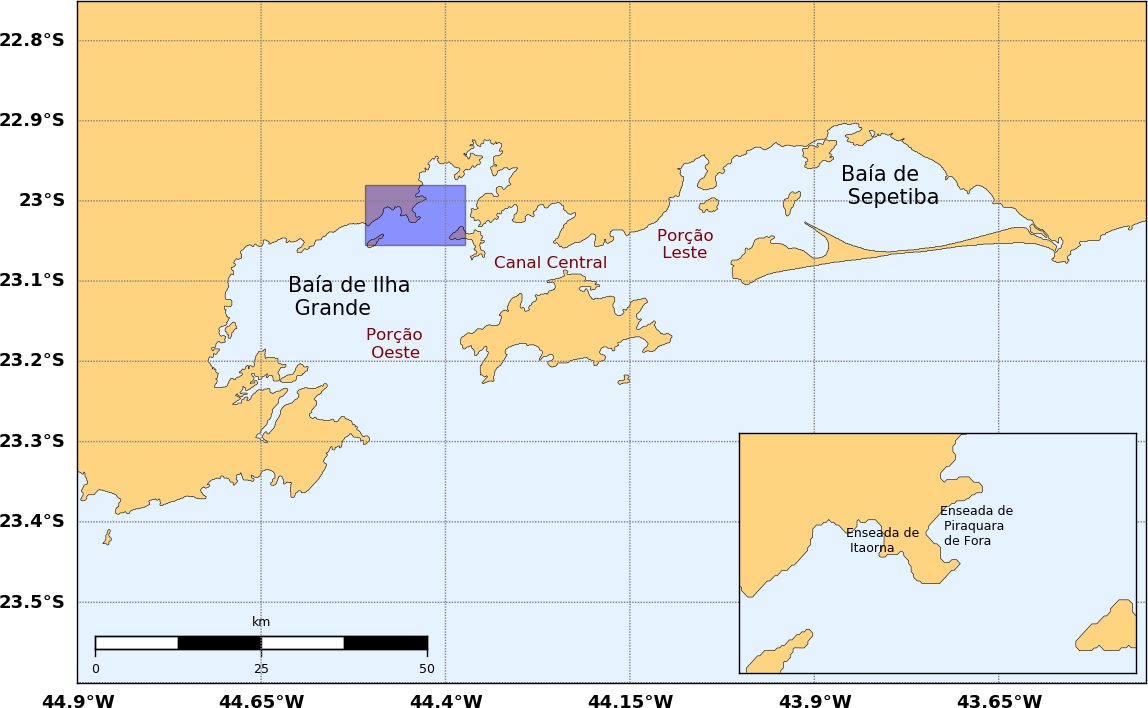 22.8°S
22.9°S
23°S
23.1°S
23.2°S
23.3°S
23.4°S
23.5°S
Baía de
Sepetiba
Porção
Leste
Canal Central
Baía de Ilha
Grande
Porção
Oeste
Enseada de
Piraquara
de Fora
Enseada de
Itaorna
km
0 25 50
44.9°W 44.65°W 44.4°W 44.15°W 43.9°W 43.65°W